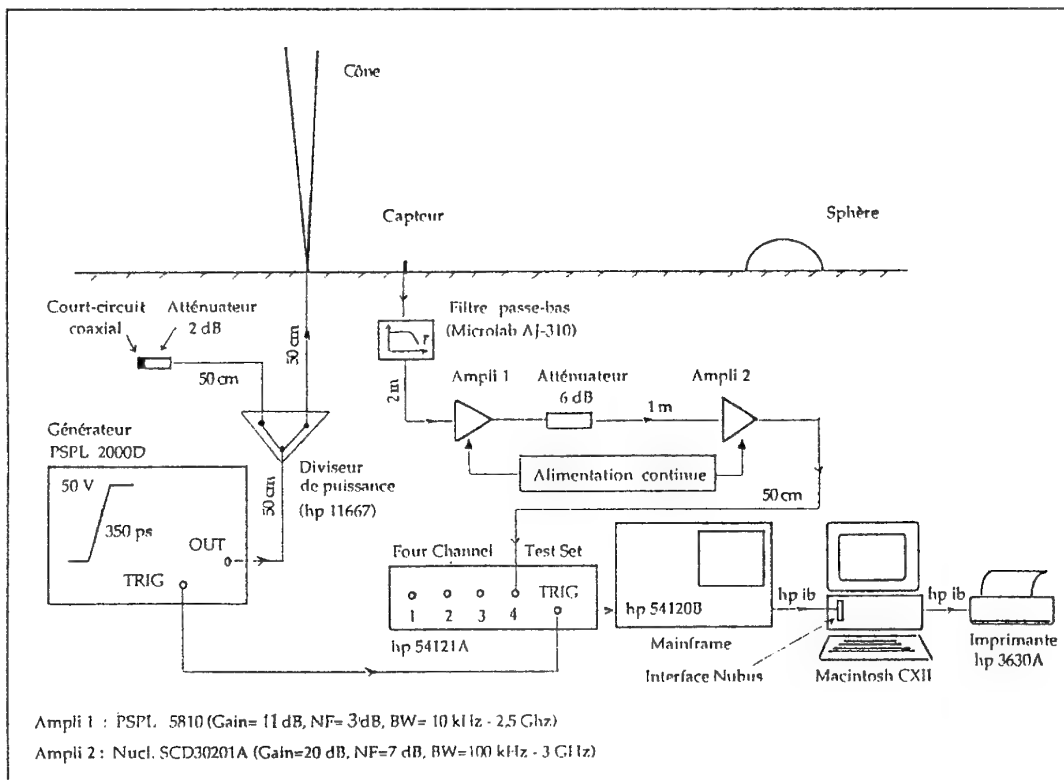 Cône
Capteur
Sphère
Court-circuit
coaxial
Atténuateur
2 dB
50 cm
50 cm
Filtre passe-bas
(Microlab AJ-310)
F
2 m
Ampli 1
Atténuateur
6 dB
1 m
Ampli 2
Générateur
PSPL 2000D
50 V
350 ps
OUT
TRIG
50 cm
Diviseur
de puissance
(hp 11667)
Alimentation continue
50 cm
Four Channel Test Set
TRIG
1 2 3 4
hp 54121A
hp 54120B
Mainframe
hp ib
hp ib
Interface Nubus
Macintosh CXII
Imprimante
hp 3630A
Ampli 1 : PSPL 5810 (Gain= 11 dB, NF= 3 dB, BW= 10 kHz - 2,5 Ghz)
Ampli 2 : Nucl. SCD30201A (Gain=20 dB, NF=7 dB, BW=100 kHz - 3 GHz)